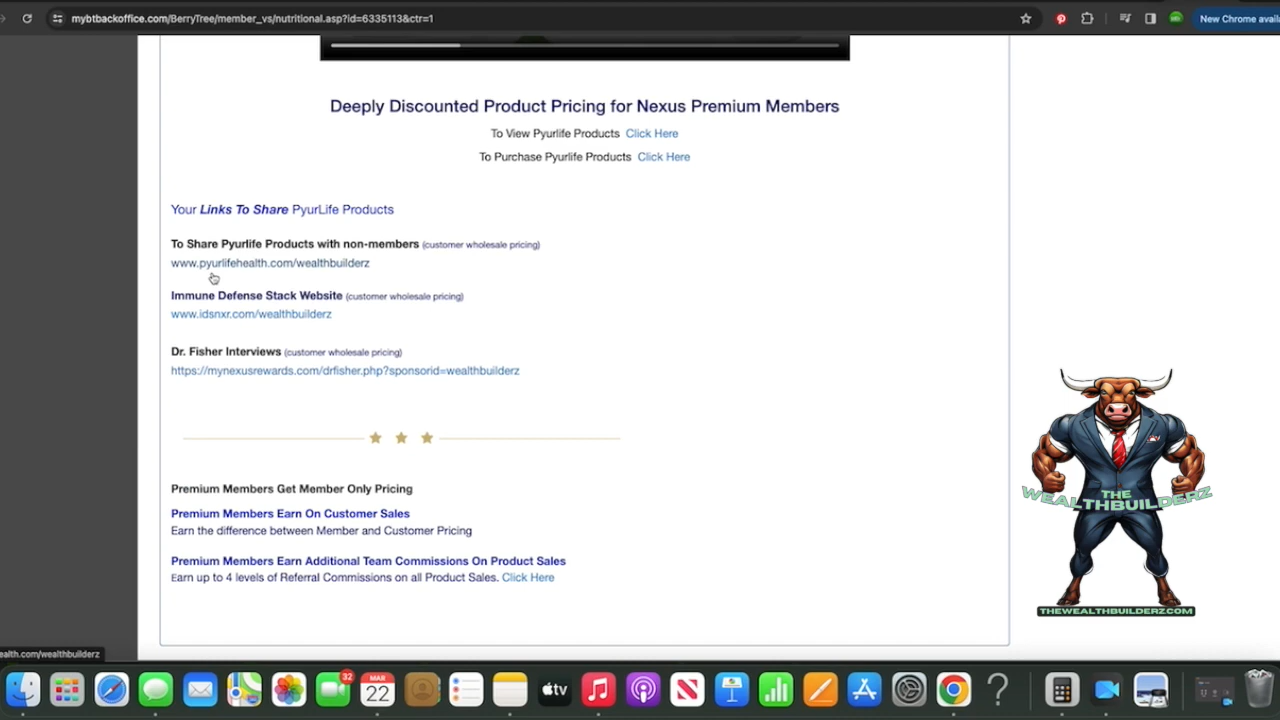 mybtbackoffice.com/BerryTree/member_vs/nutritional.asp?id=6335113&ctr=1
New Chrome availa
Deeply Discounted Product Pricing for Nexus Premium Members
To View Pyurlife Products Click Here
To Purchase Pyurlife Products Click Here
Your Links To Share PyurLife Products
To Share Pyurlife Products with non-members (customer wholesale pricing)
www.pyurlifehealth.com/wealthbuilderz
Immune Defense Stack Website (customer wholesale pricing)
www.idsnxr.com/wealthbuilderz
Dr. Fisher Interviews (customer wholesale pricing)
https://mynexusrewards.com/drfisher.php?sponsorid=wealthbuilderz
Premium Members Get Member Only Pricing
Premium Members Earn On Customer Sales
Earn the difference between Member and Customer Pricing
Premium Members Earn Additional Team Commissions On Product Sales
Earn up to 4 levels of Referral Commissions on all Product Sales. Click Here
THE
WEALTHBUILDERZ
THEWEALTHBUILDERZ.COM
ealth.com/wealthbuilderz
32
MAR
22
tv